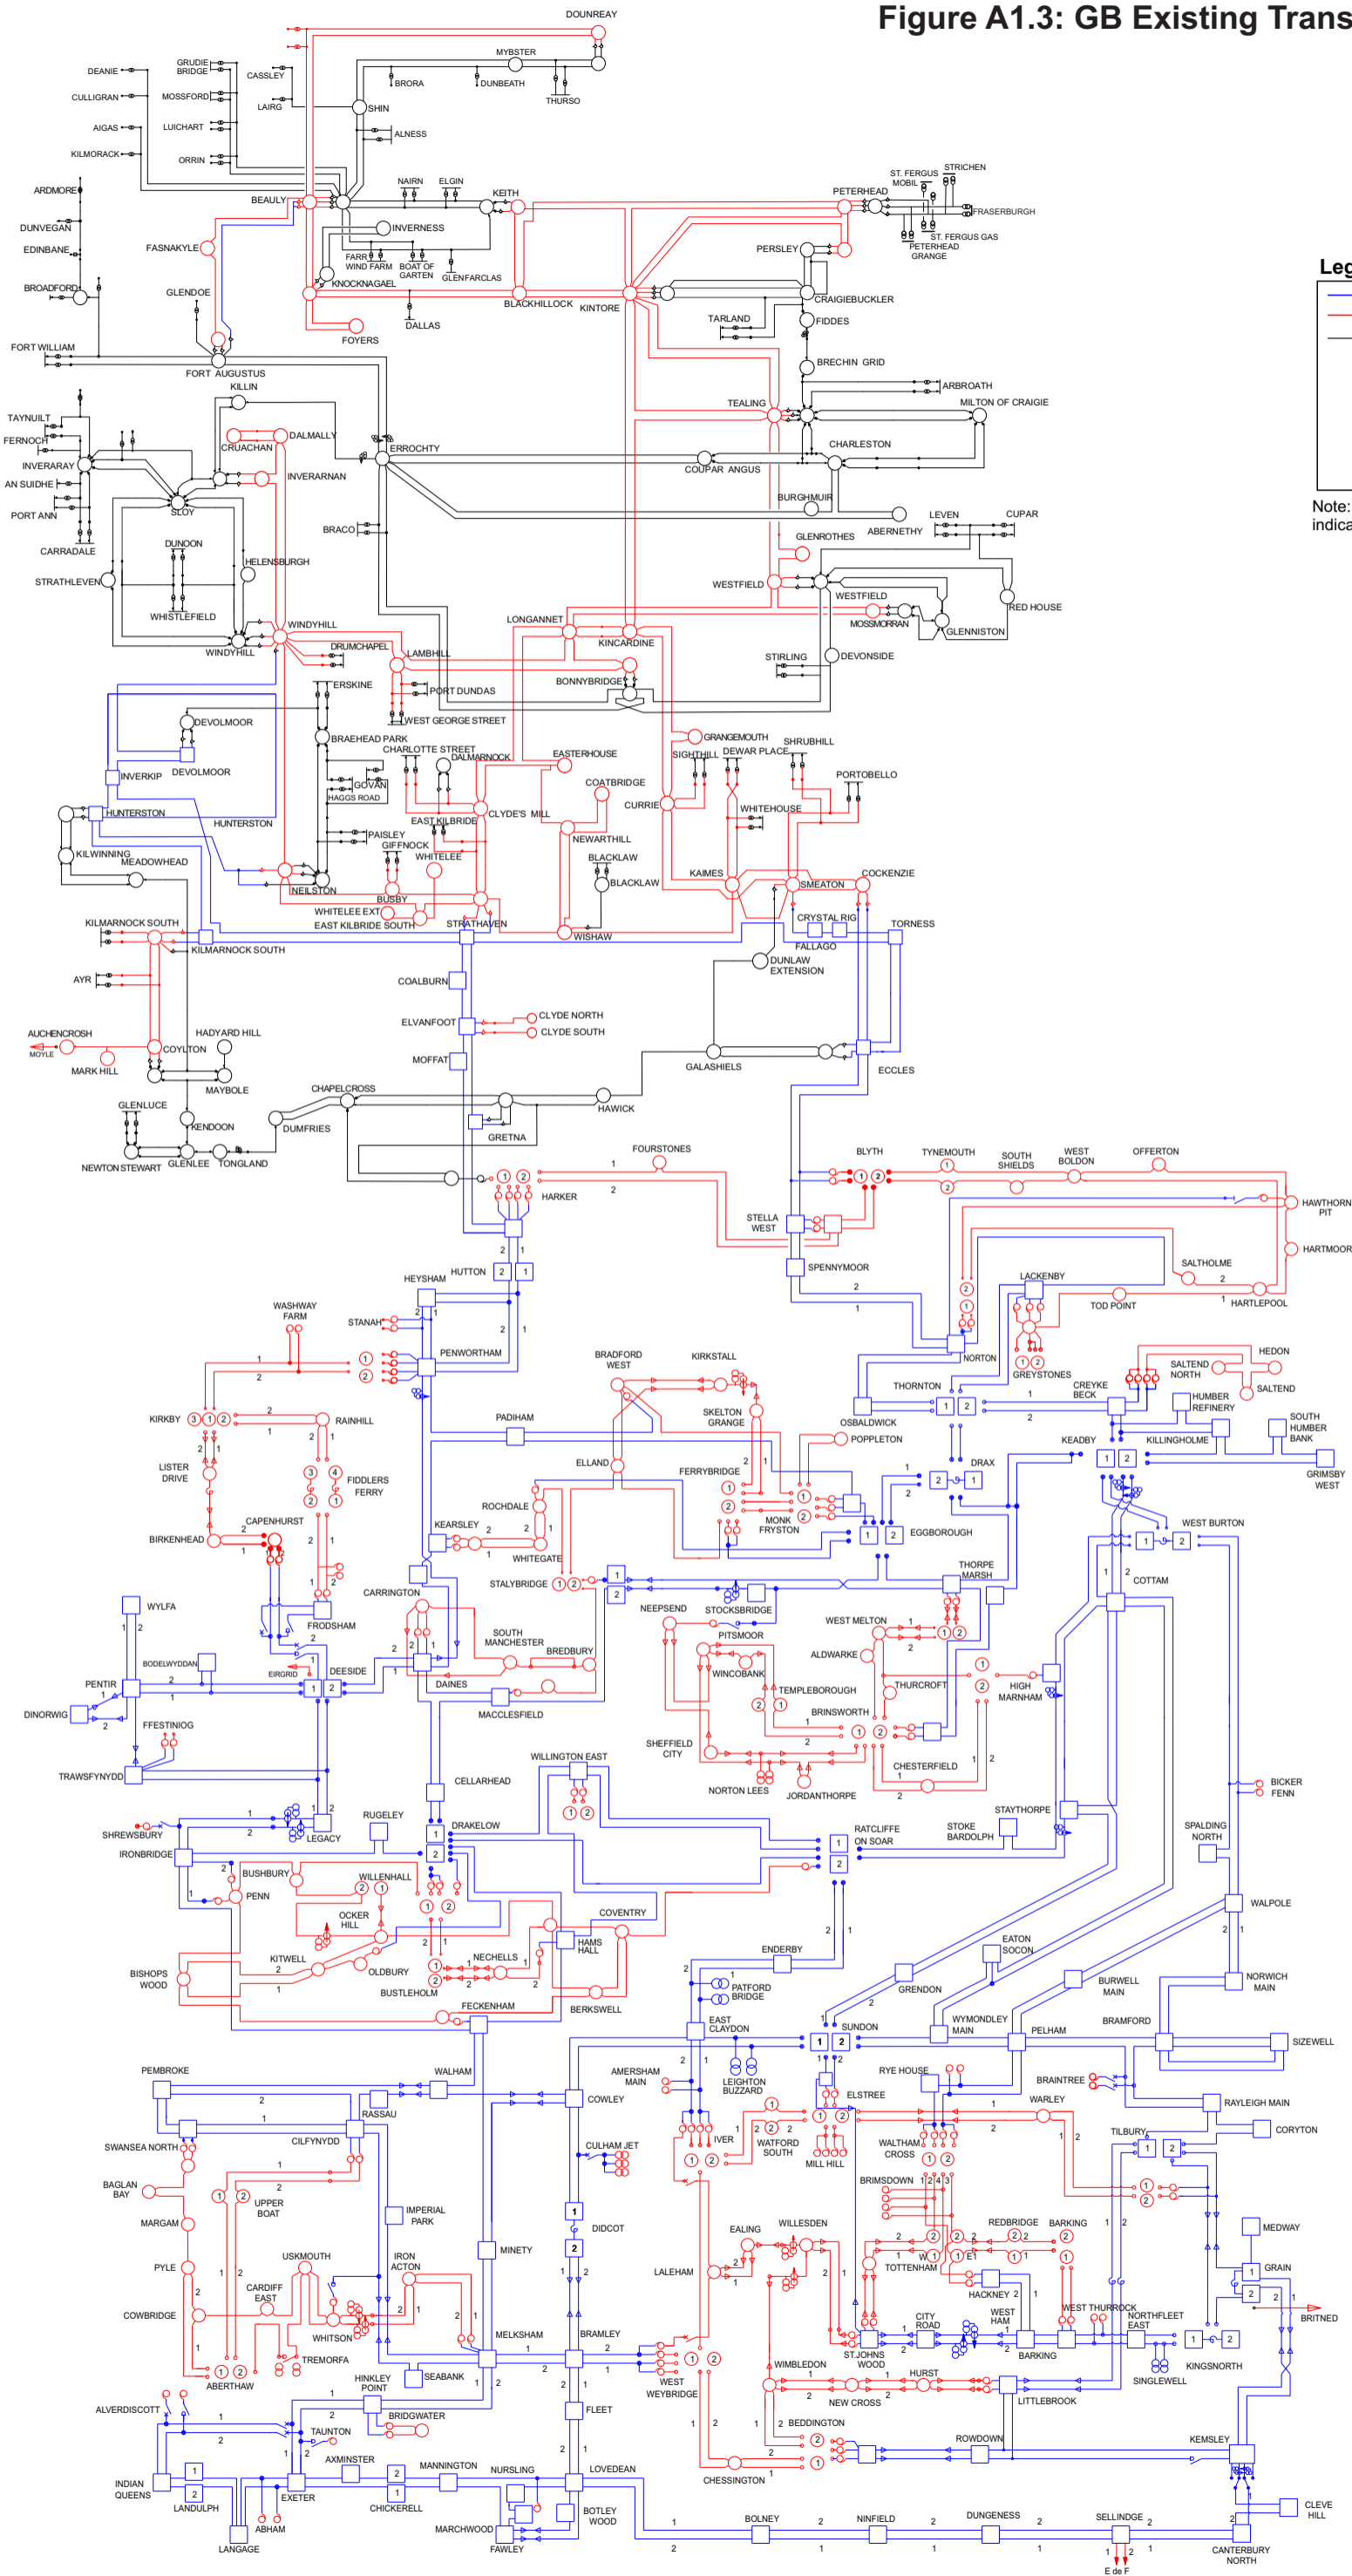 Figure A1.3: GB Existing Trans
DOUNREAY
MYBSTER
GRUDIE
BRIDGE
DEANIE
CASSLEY
BRORA
DUNBEATH
CULLIGRAN
MOSSFORD
THURSO
LAIRG
SHIN
AIGAS
LUICHART
ALNESS
KILMORACK
ORRIN
ARDMORE
NAIRN
ELGIN
KEITH
BEAULY
PETERHEAD
ST. FERGUS
MOBIL
STRICHEN
FRASERBURGH
DUNVEGAN
INVERNESS
ST. FERGUS GAS
PETERHEAD
GRANGE
EDINBANE
FASNAKYLE
FARR
WIND FARM
BOAT OF
GARTEN
GLENFARCLAS
PERSLEY
Leg
BROADFORD
GLENDOE
KNOCKNAGAEL
BLACKHILLOCK
KINTORE
CRAIGIEBUCKLER
DALLAS
TARLAND
FIDDES
FOYERS
FORT WILLIAM
FORT AUGUSTUS
BRECHIN GRID
KILLIN
ARBROATH
TEALING
MILTON OF CRAIGIE
TAYNUILT
FERNOCH
CRUACHAN
DALMALLY
ERROCHTY
CHARLESTON
INVERARAY
INVERARNAN
COUPAR ANGUS
AN SUIDHE
BURGHMUIR
Note:
indica
PORT ANN
SLOY
BRACO
ABERNETHY
LEVEN
CUPAR
CARRADALE
DUNOON
GLENROTHES
STRATHLEVEN
HELENSBURGH
WESTFIELD
WESTFIELD
WHISTLEFIELD
RED HOUSE
MOSSMORRAN
GLENNISTON
LONGANNET
WINDYHILL
KINCARDINE
WINDYHILL
DRUMCHAPEL
LAMBHILL
STIRLING
DEVONSIDE
BONNYBRIDGE
ERSKINE
PORT DUNDAS
WEST GEORGE STREET
DEVOLMOOR
BRAEHEAD PARK
GRANGEMOUTH
CHARLOTTE STREET
DALMARNOCK
EASTERHOUSE
SIGHTHILL
DEWAR PLACE
SHRUBHILL
DEVOLMOOR
INVERKIP
GOVAN
HAGGS ROAD
COATBRIDGE
PORTOBELLO
CURRIE
HUNTERSTON
HUNTERSTON
CLYDE'S MILL
EAST KILBRIDE
WHITEHOUSE
PAISLEY
NEWARTHILL
GIFFNOCK
KILWINNING
WHITELEE
BLACKLAW
MEADOWHEAD
KAIMES
SMEATON
COCKENZIE
NEILSTON
BUSBY
BLACKLAW
WHITELEE EXT
EAST KILBRIDE SOUTH
STRATHAVEN
WISHAW
CRYSTAL RIG
TORNESS
KILMARNOCK SOUTH
KILMARNOCK SOUTH
FALLAGO
DUNLAW
EXTENSION
AYR
COALBURN
ELVANFOOT
CLYDE NORTH
CLYDE SOUTH
AUCHENCROSH
HADYARD HILL
MOYLE
COYLTON
MOFFAT
MARK HILL
MAYBOLE
GALASHIELS
ECCLES
GLENLUCE
CHAPELCROSS
HAWICK
KENDOON
DUMFRIES
GRETNA
NEWTON STEWART
GLENLEE
TONGLAND
FOURSTONES
BLYTH
TYNEMOUTH
SOUTH
SHIELDS
WEST
BOLDON
OFFERTON
HARKER
HAWTHORN
PIT
STELLA
WEST
HARTMOOR
HUTTON
SPENNYMOOR
HEYSHAM
SALTHOLME
LACKENBY
WASHWAY
FARM
TOD POINT
HARTLEPOOL
STANAH
PENWORTHAM
BRADFORD
WEST
KIRKSTALL
NORTON
GREYSTONES
SALTEND
NORTH
HEDON
SALTEND
THORNTON
CREYKE
BECK
SKELTON
GRANGE
OSBALDWICK
HUMBER
REFINERY
KIRKBY
RAINHILL
PADIHAM
POPPLETON
SOUTH
HUMBER
BANK
KEADBY
KILLINGHOLME
ELLAND
LISTER
DRIVE
FIDDLERS
FERRY
FERRYBRIDGE
DRAX
GRIMSBY
WEST
ROCHDALE
MONK
FRYSTON
CAPENHURST
KEARSLEY
EGGBOROUGH
WEST BURTON
BIRKENHEAD
WHITEGATE
THORPE
MARSH
CARRINGTON
STALYBRIDGE
COTTAM
WYLFA
FRODSHAM
NEEPSEND
STOCKSBRIDGE
WEST MELTON
PITSMOOR
SOUTH
MANCHESTER
BREDBURY
BODELWYDDAN
EIRGRID
DEESIDE
ALDWARKE
WINCOBANK
PENTIR
DAINES
THURCROFT
HIGH
MARNHAM
TEMPLEBOROUGH
DINORWIG
MACCLESFIELD
BRINSWORTH
FFESTINIOG
SHEFFIELD
CITY
TRAWSFYNYDD
WILLINGTON EAST
CHESTERFIELD
CELLARHEAD
NORTON LEES
JORDANTHORPE
BICKER
FENN
SHREWSBURY
LEGACY
RUGELEY
DRAKELOW
STOKE
BARDOLPH
STAYTHORPE
RATCLIFFE
ON SOAR
SPALDING
NORTH
IRONBRIDGE
BUSHBURY
WILLENHALL
PENN
WALPOLE
OCKER
HILL
COVENTRY
KITWELL
HAMS
HALL
NECHELLS
ENDERBY
EATON
SOCON
BISHOPS
WOOD
OLDBURY
BUSTLEHOLM
PATFORD
BRIDGE
GRENDON
BURWELL
MAIN
NORWICH
MAIN
FECKENHAM
BERKSWELL
EAST
CLAYDON
SUNDON
WYMONDLEY
MAIN
PELHAM
BRAMFORD
SIZEWELL
PEMBROKE
WALHAM
AMERSHAM
MAIN
LEIGHTON
BUZZARD
RYE HOUSE
BRAINTREE
RASSAU
COWLEY
ELSTREE
WARLEY
RAYLEIGH MAIN
SWANSEA NORTH
CILFYNYDD
CULHAM JET
IVER
WATFORD
SOUTH
MILL HILL
WALTHAM
CROSS
TILBURY
CORYTON
BAGLAN
BAY
UPPER
BOAT
BRIMSDOWN
IMPERIAL
PARK
MARGAM
DIDCOT
EALING
WILLESDEN
REDBRIDGE
BARKING
MEDWAY
PYLE
USKMOUTH
IRON
ACTON
MINETY
LALEHAM
TOTTENHAM
GRAIN
CARDIFF
EAST
HACKNEY
COWBRIDGE
WHITSON
CITY
ROAD
WEST
HAM
WEST THURROCK
NORTHFLEET
EAST
BRITNED
MELKSHAM
BRAMLEY
TREMORFA
ST.JOHNS
WOOD
BARKING
KINGSNORTH
ABERTHAW
SEABANK
WEST
WEYBRIDGE
SINGLEWELL
HINKLEY
POINT
WIMBLEDON
HURST
NEW CROSS
LITTLEBROOK
ALVERDISCOTT
BRIDGWATER
FLEET
TAUNTON
BEDDINGTON
AXMINSTER
ROWDOWN
KEMSLEY
MANNINGTON
NURSLING
LOVEDEAN
CHESSINGTON
INDIAN
QUEENS
LANDULPH
EXETER
CHICKERELL
ABHAM
MARCHWOOD
BOTLEY
WOOD
CLEVE
HILL
LANGAGE
FAWLEY
BOLNEY
NINFIELD
DUNGENESS
SELLINDGE
CANTERBURY
NORTH
E de F